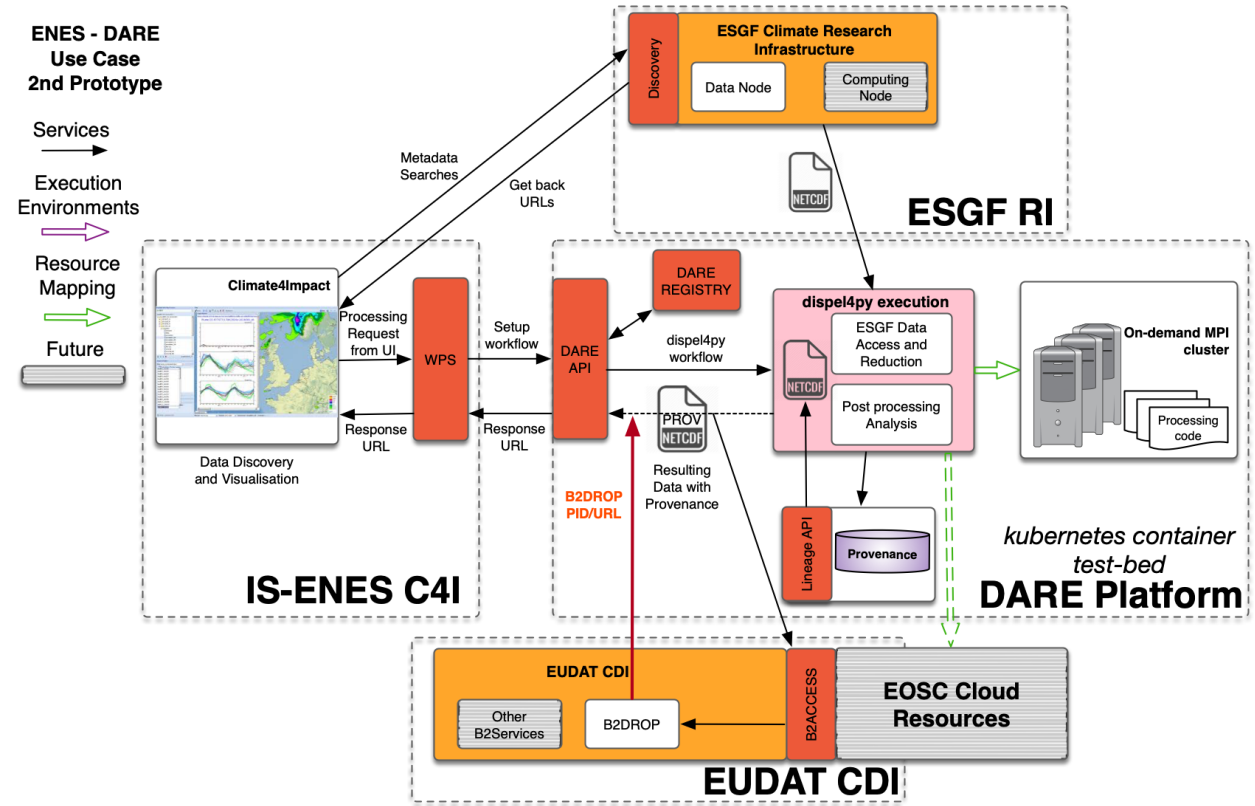 ENES - DARE
Use Case
2nd Prototype
Services
Execution
Environments
Resource
Mapping
Future
Discovery
ESGF Climate Research
Infrastructure
Data Node
Computing
Node
NETCDF
ESGF RI
Metadata
Searches
Get back
URLs
Climate4Impact
Processing
Request
from UI
Response
URL
Data Discovery
and Visualisation
WPS
IS-ENES C4I
Setup
workflow
Response
URL
DARE
API
DARE
REGISTRY
dispel4py
workflow
PROV
NETCDF
Resulting
Data with
Provenance
B2DROP
PID/URL
dispel4py execution
ESGF Data
Access and
Reduction
NETCDF
Post processing
Analysis
Lineage API
Provenance
On-demand MPI
cluster
Processing
code
kubernetes container
test-bed
DARE Platform
EUDAT CDI
Other
B2Services
B2DROP
B2ACCESS
EOSC Cloud
Resources
EUDAT CDI